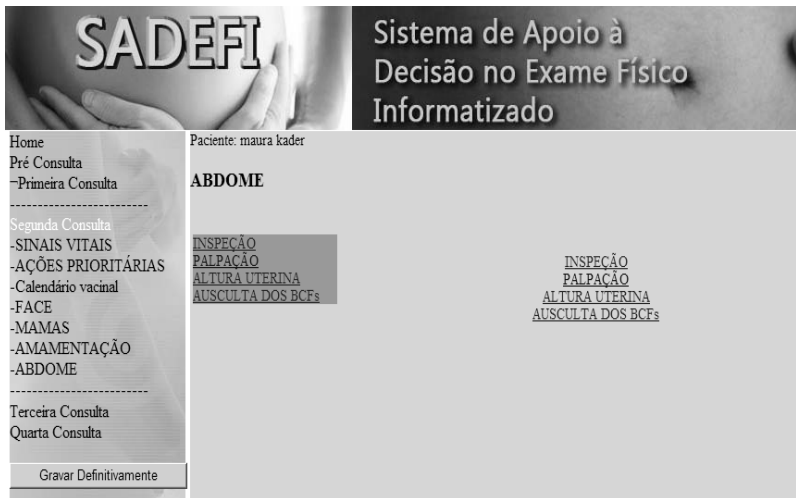 SADEFI
Sistema de Apoio à
Decisão no Exame Físico
Informatizado
Home
Pré Consulta
-Primeira Consulta
-------------------------
Segunda Consulta
-SINAIS VITAIS
-AÇÕES PRIORITÁRIAS
-Calendário vacinal
-FACE
-MAMAS
-AMAMENTAÇÃO
-ABDOME
-------------------------
Terceira Consulta
Quarta Consulta
Gravar Definitivamente
Paciente: maura kader
ABDOME
INSPEÇÃO
PALPAÇÃO
ALTURA UTERINA
AUSCULTA DOS BCFs
INSPEÇÃO
PALPAÇÃO
ALTURA UTERINA
AUSCULTA DOS BCFs